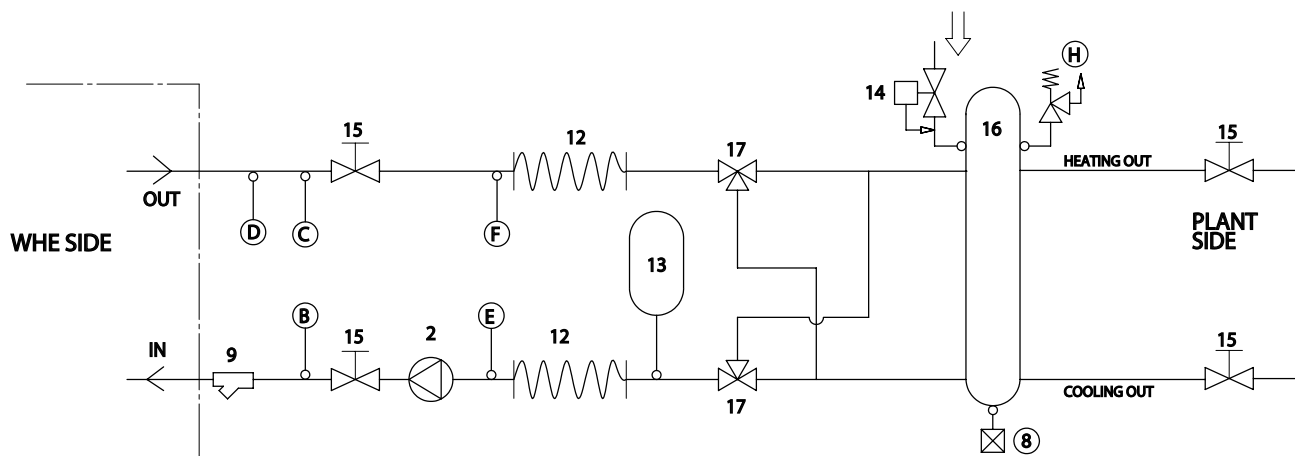 H
14
16
15
12
17
15
HEATING OUT
OUT
D
C
F
WHE SIDE
13
PLANT
SIDE
B
E
15
2
12
15
IN
9
17
COOLING OUT
8